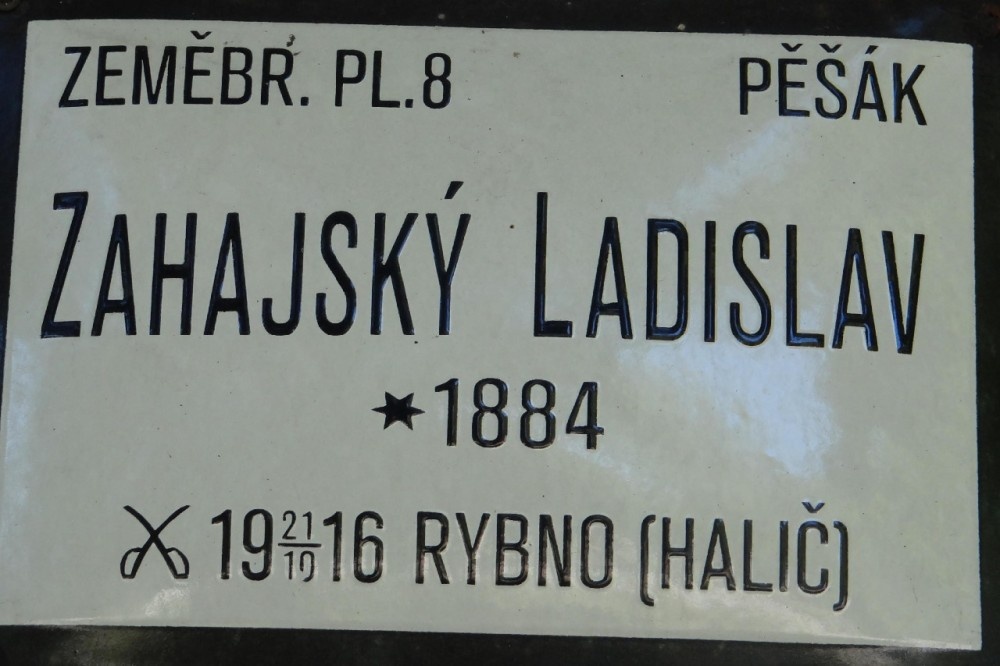 ZEMĚBR. PL.8 PĚŠÁK
ZAHAJSKÝ LADISLAV
★1884
⚔ 19 21/10 16 RYBNO (HALIČ)